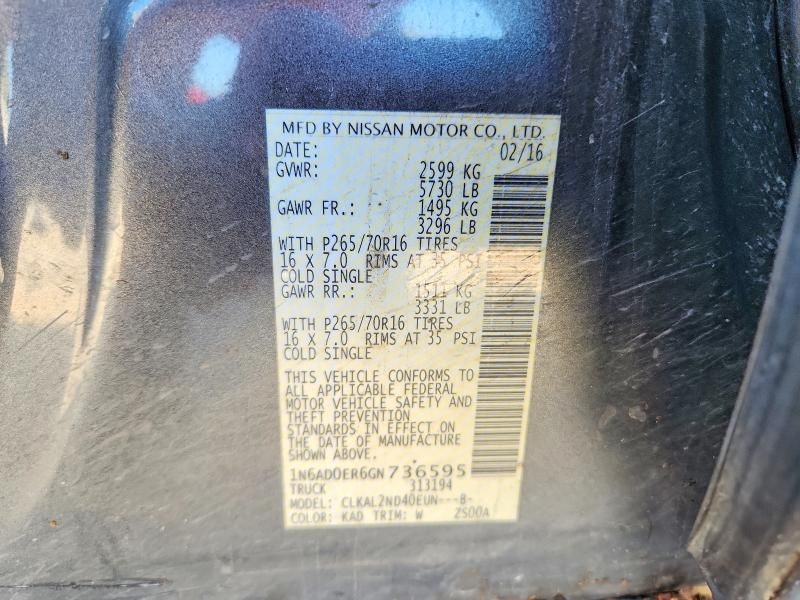 MFD BY NISSAN MOTOR CO., LTD.
DATE: 02/16
GVWR: 2599 KG
5730 LB
GAWR FR.: 1495 KG
3296 LB
WITH P265/70R16 TIRES
16 X 7.0 RIMS AT 35 PSI
COLD SINGLE
GAWR RR.: 1511 KG
3331 LB
WITH P265/70R16 TIRES
16 X 7.0 RIMS AT 35 PSI
COLD SINGLE
THIS VEHICLE CONFORMS TO
ALL APPLICABLE FEDERAL
MOTOR VEHICLE SAFETY AND
THEFT PREVENTION
STANDARDS IN EFFECT ON
THE DATE OF MANUFACTURE
SHOWN ABOVE.
1N6AD0ER6GN736595
TRUCK 313194
MODEL: CLKAL2ND40EUN---B-
COLOR: KAD TRIM: W ZS00A